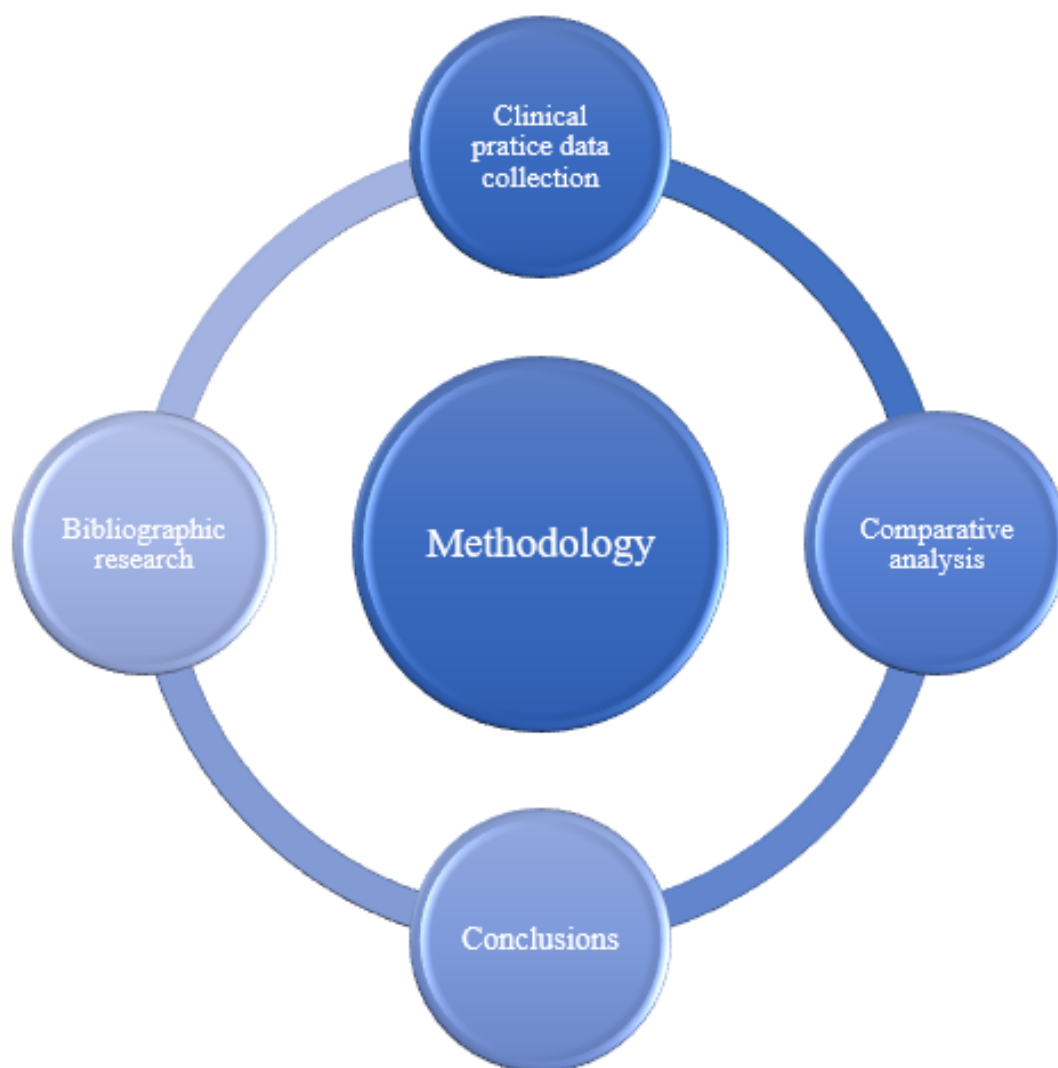 Clinical
pratice data
collection
Bibliographic
research
Methodology
Comparative
analysis
Conclusions